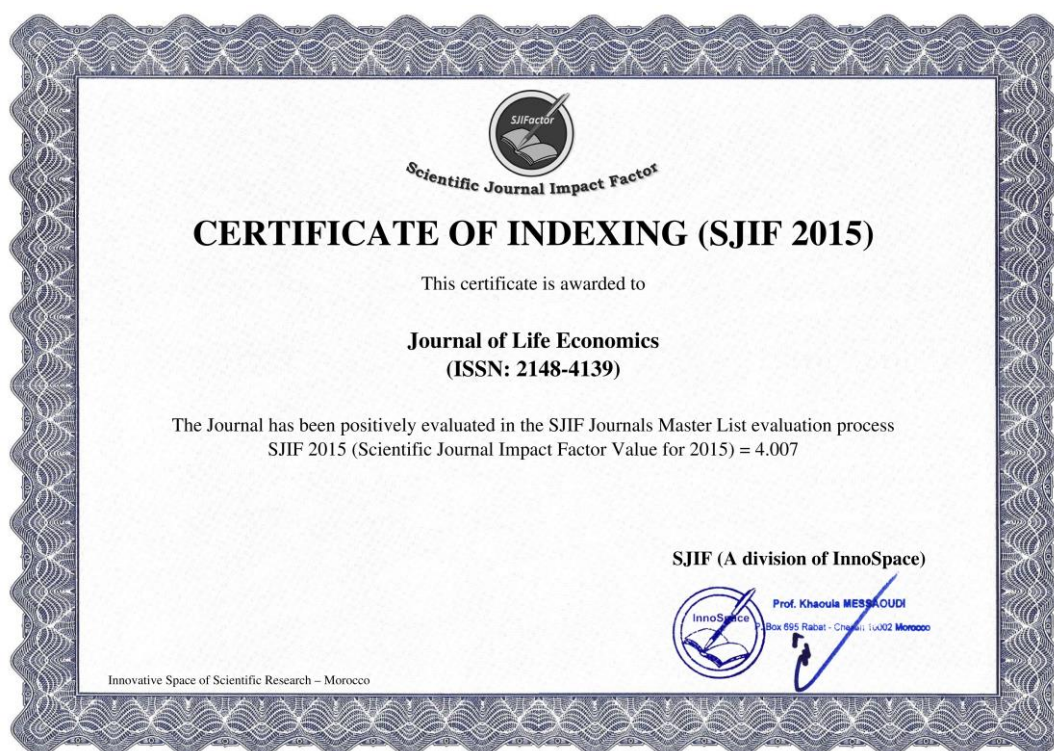 SJIFactor
Scientific Journal Impact Factor
CERTIFICATE OF INDEXING (SJIF 2015)
This certificate is awarded to
Journal of Life Economics
(ISSN: 2148-4139)
The Journal has been positively evaluated in the SJIF Journals Master List evaluation process
SJIF 2015 (Scientific Journal Impact Factor Value for 2015) = 4.007
SJIF (A division of InnoSpace)
InnoSpace
Prof. Khaoula MESSAOUDI
Box 695 Rabat - 10002 Morocco
Innovative Space of Scientific Research – Morocco